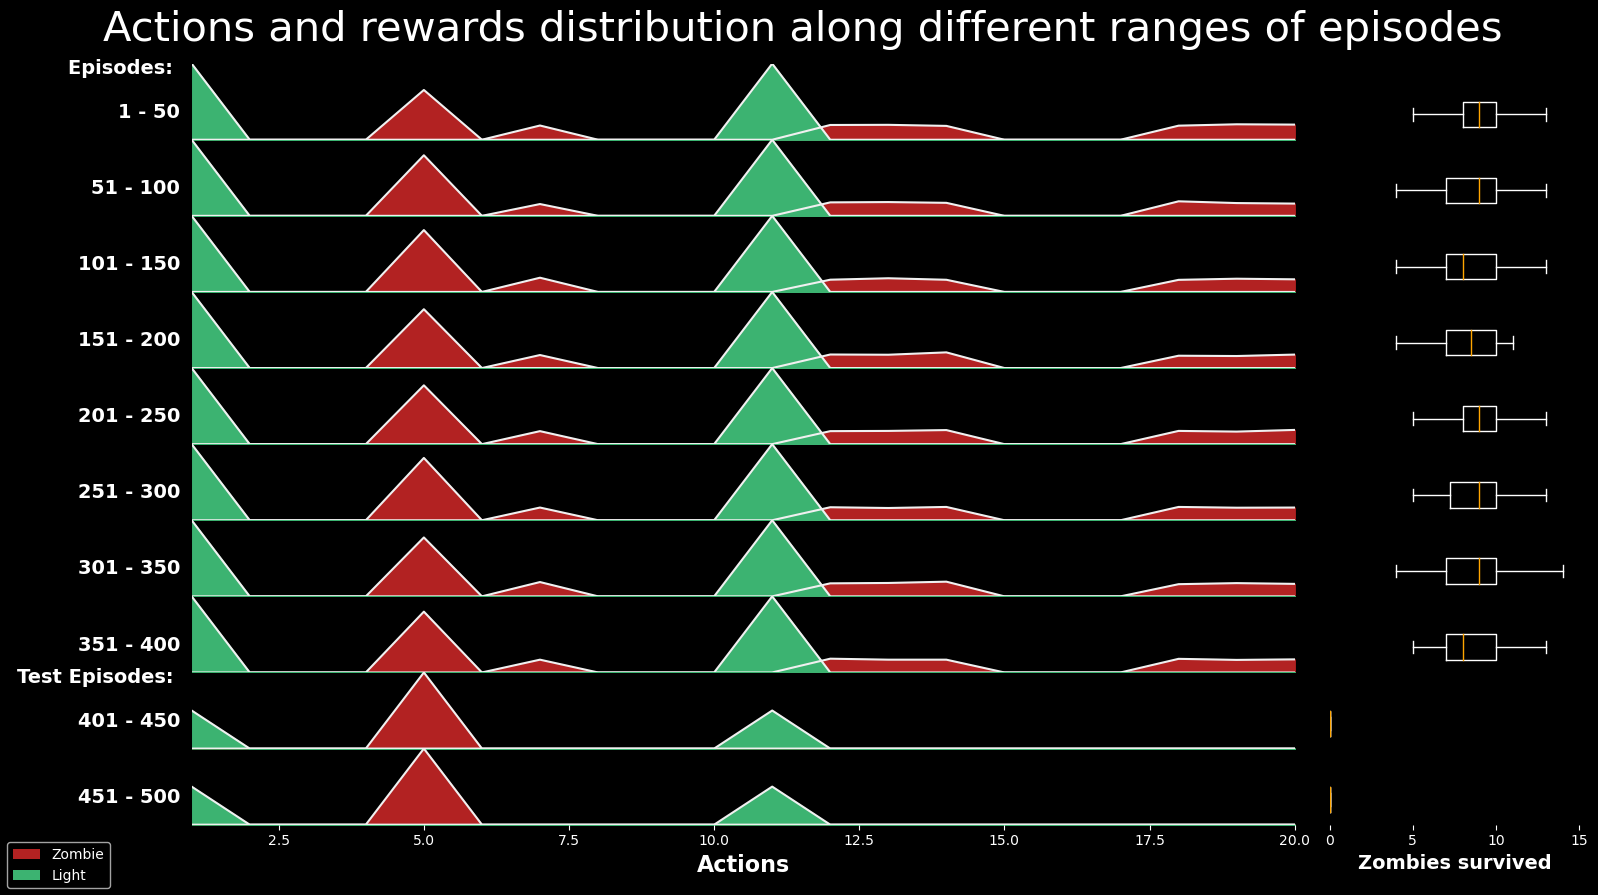 Actions and rewards distribution along different ranges of episodes
Episodes:
1 - 50
51 - 100
101 - 150
151 - 200
201 - 250
251 - 300
301 - 350
351 - 400
Test Episodes:
401 - 450
451 - 500
2.5 5.0 7.5 10.0 12.5 15.0 17.5 20.0 0 5 10 15
Actions
Zombies survived
Zombie
Light